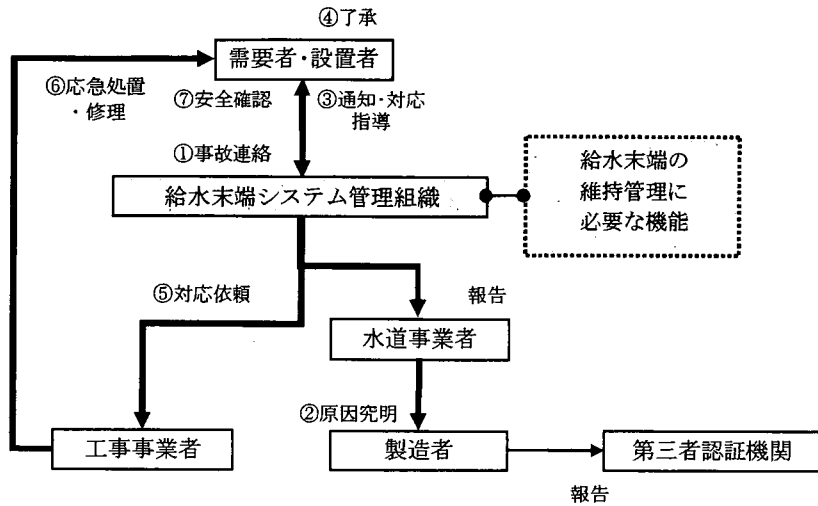 ④了承
需要者・設置者
⑥応急処置
・修理
⑦安全確認
③通知・対応
指導
①事故連絡
給水末端システム管理組織
給水末端の
維持管理に
必要な機能
⑤対応依頼
報告
水道事業者
②原因究明
工事事業者
製造者
第三者認証機関
報告